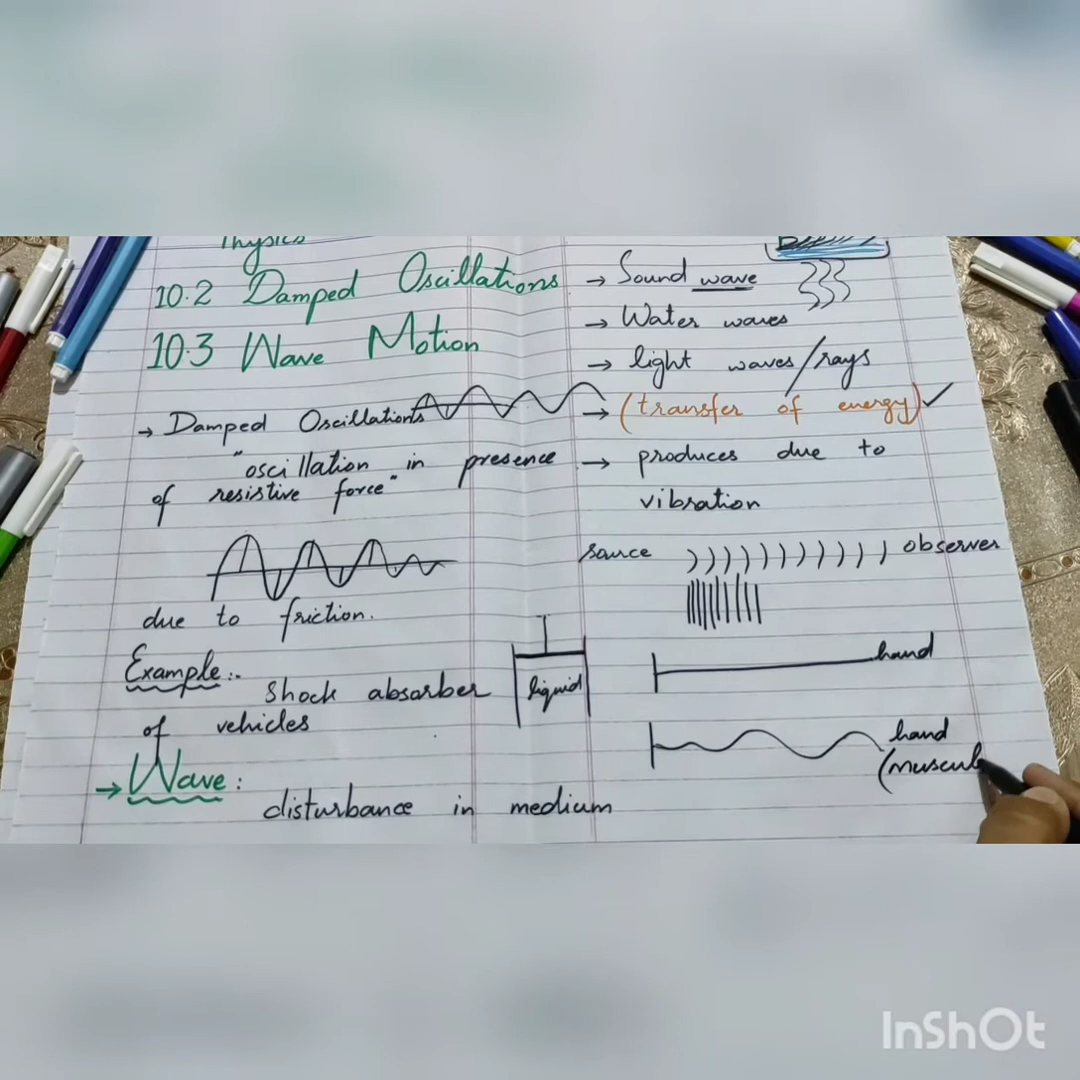 Physics
10.2 Damped Oscillations
10.3 Wave Motion
→ Damped Oscillations
"oscillation in presence
of resistive force"
due to friction.
Example:-
Shock absorber
of vehicles
liquid
→ Wave:
disturbance in medium
→ Sound wave
→ Water waves
→ light waves/rays
→ (transfer of energy) ✓
→ produces due to
vibration
source
observer
hand
hand
(muscul
InShOt